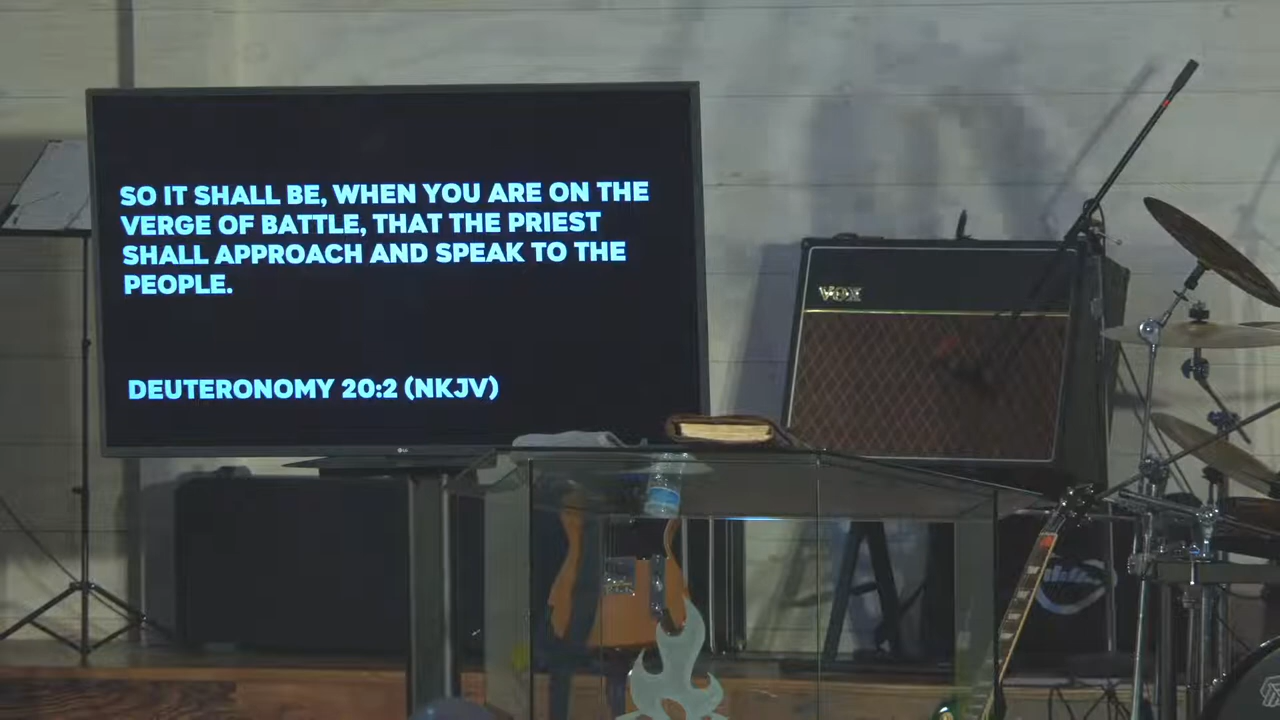 SO IT SHALL BE, WHEN YOU ARE ON THE
VERGE OF BATTLE, THAT THE PRIEST
SHALL APPROACH AND SPEAK TO THE
PEOPLE.
DEUTERONOMY 20:2 (NKJV)
LG
VOX